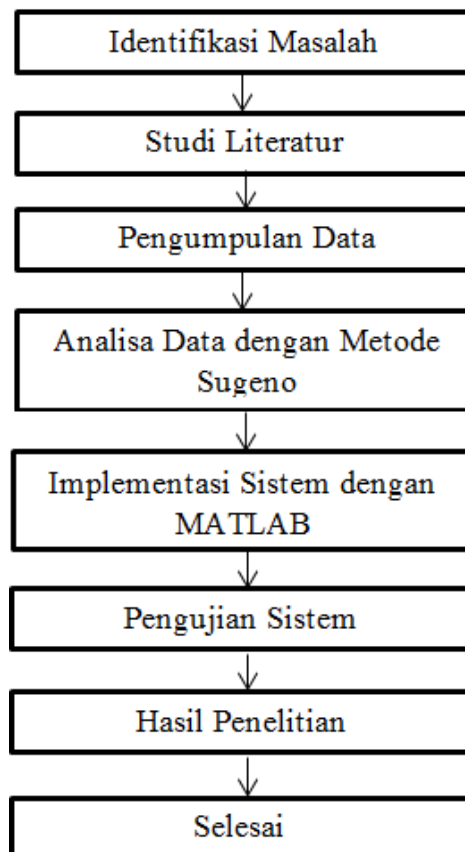 Identifikasi Masalah
Studi Literatur
Pengumpulan Data
Analisa Data dengan Metode
Sugeno
Implementasi Sistem dengan
MATLAB
Pengujian Sistem
Hasil Penelitian
Selesai